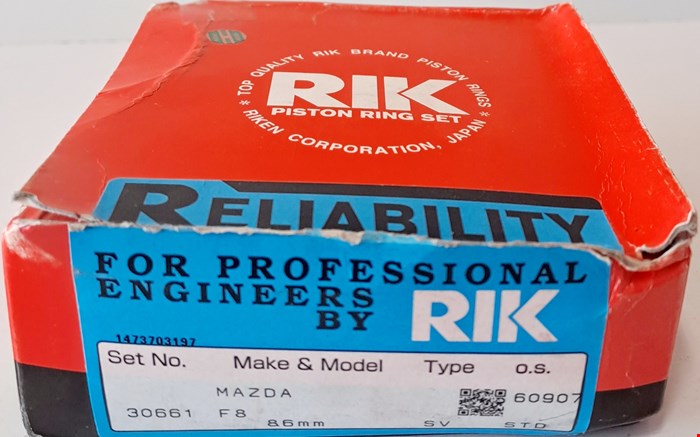 * TOP QUALITY RIK BRAND PISTON RINGS *
RIK
PISTON RING SET
RIKEN CORPORATION, JAPAN
RELIABILITY
FOR PROFESSIONAL
ENGINEERS
BY RIK
1473703197
Set No. Make & Model Type o.s.
MAZDA 60907
30661 F8 86mm SV STD